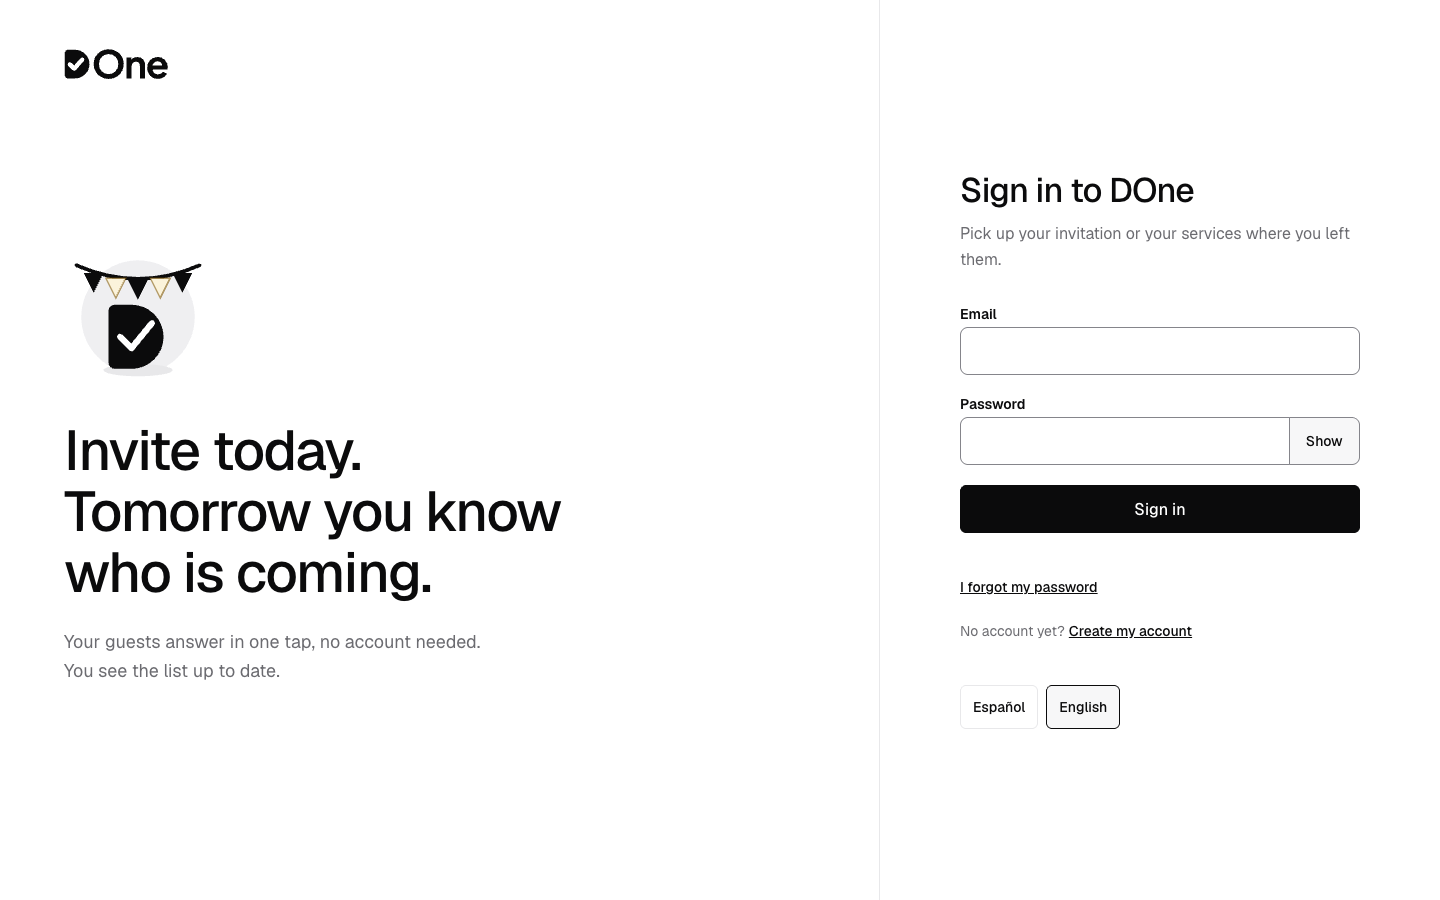 DOne
Invite today.
Tomorrow you know
who is coming.
Your guests answer in one tap, no account needed.
You see the list up to date.
Sign in to DOne
Pick up your invitation or your services where you left
them.
Email
Password
Show
Sign in
I forgot my password
No account yet? Create my account
Español
English